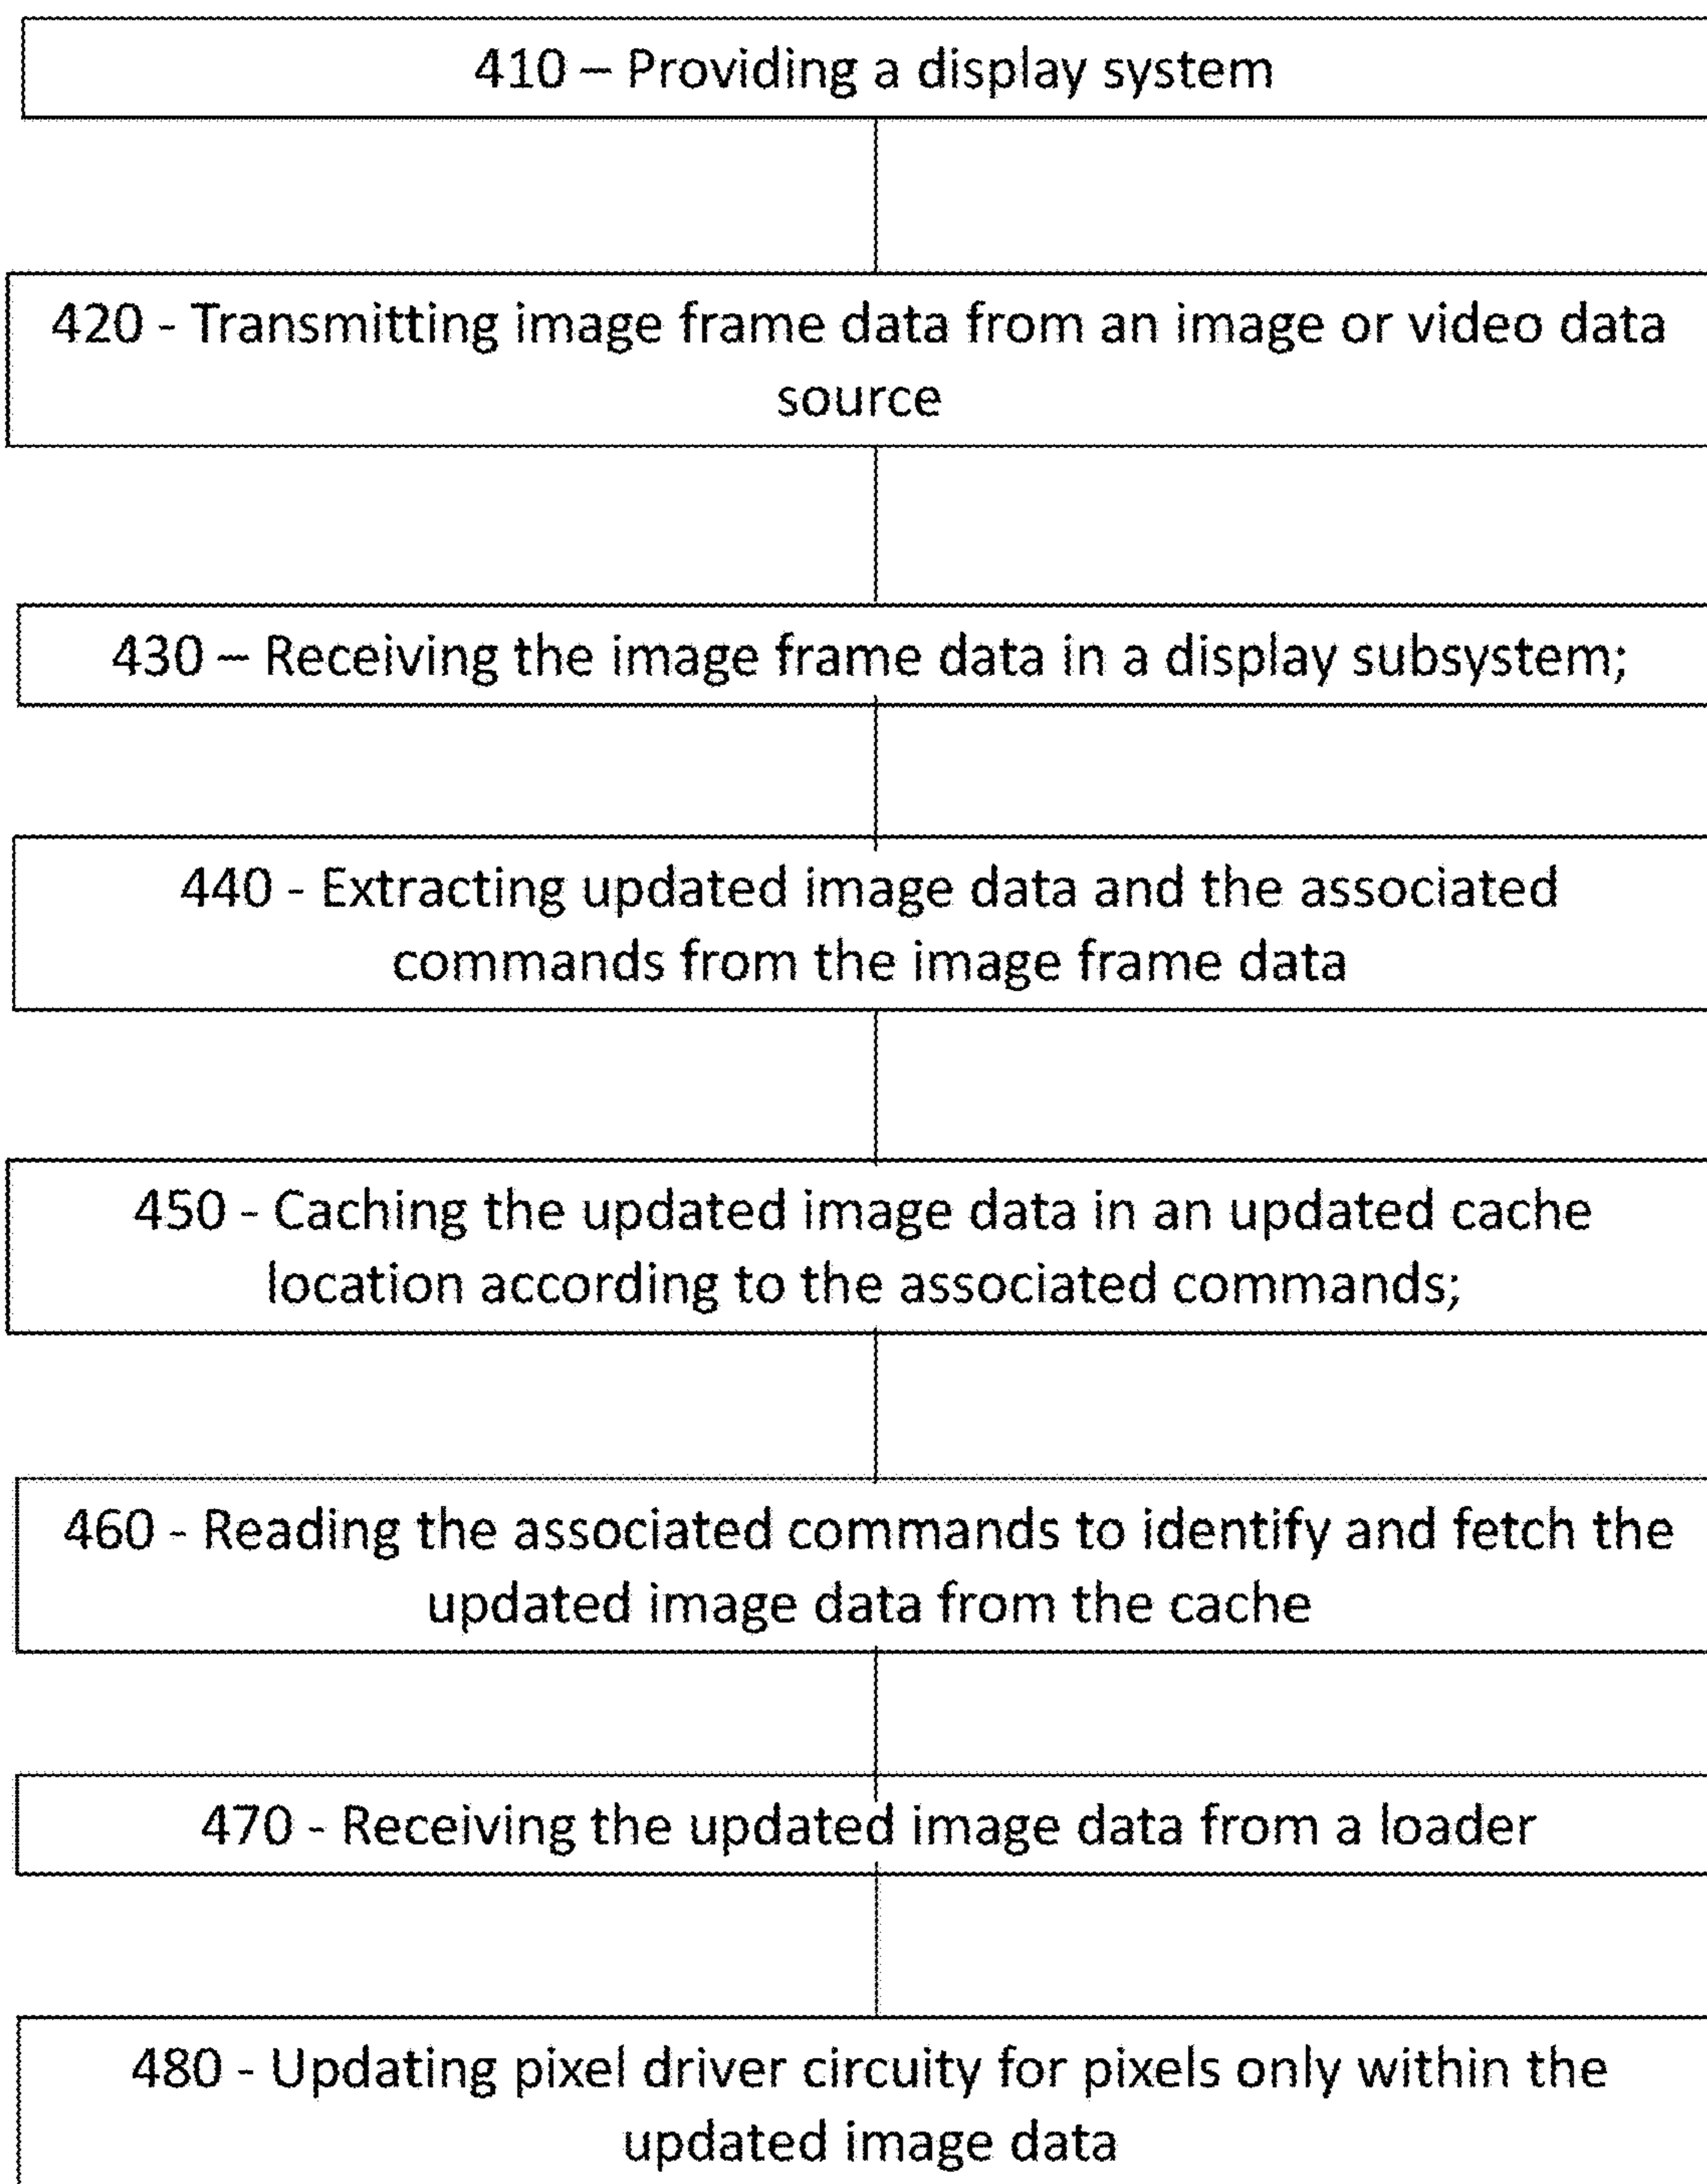 410 – Providing a display system
420 - Transmitting image frame data from an image or video data
source
430 – Receiving the image frame data in a display subsystem;
440 - Extracting updated image data and the associated
commands from the image frame data
450 - Caching the updated image data in an updated cache
location according to the associated commands;
460 - Reading the associated commands to identify and fetch the
updated image data from the cache
470 - Receiving the updated image data from a loader
480 - Updating pixel driver circuity for pixels only within the
updated image data